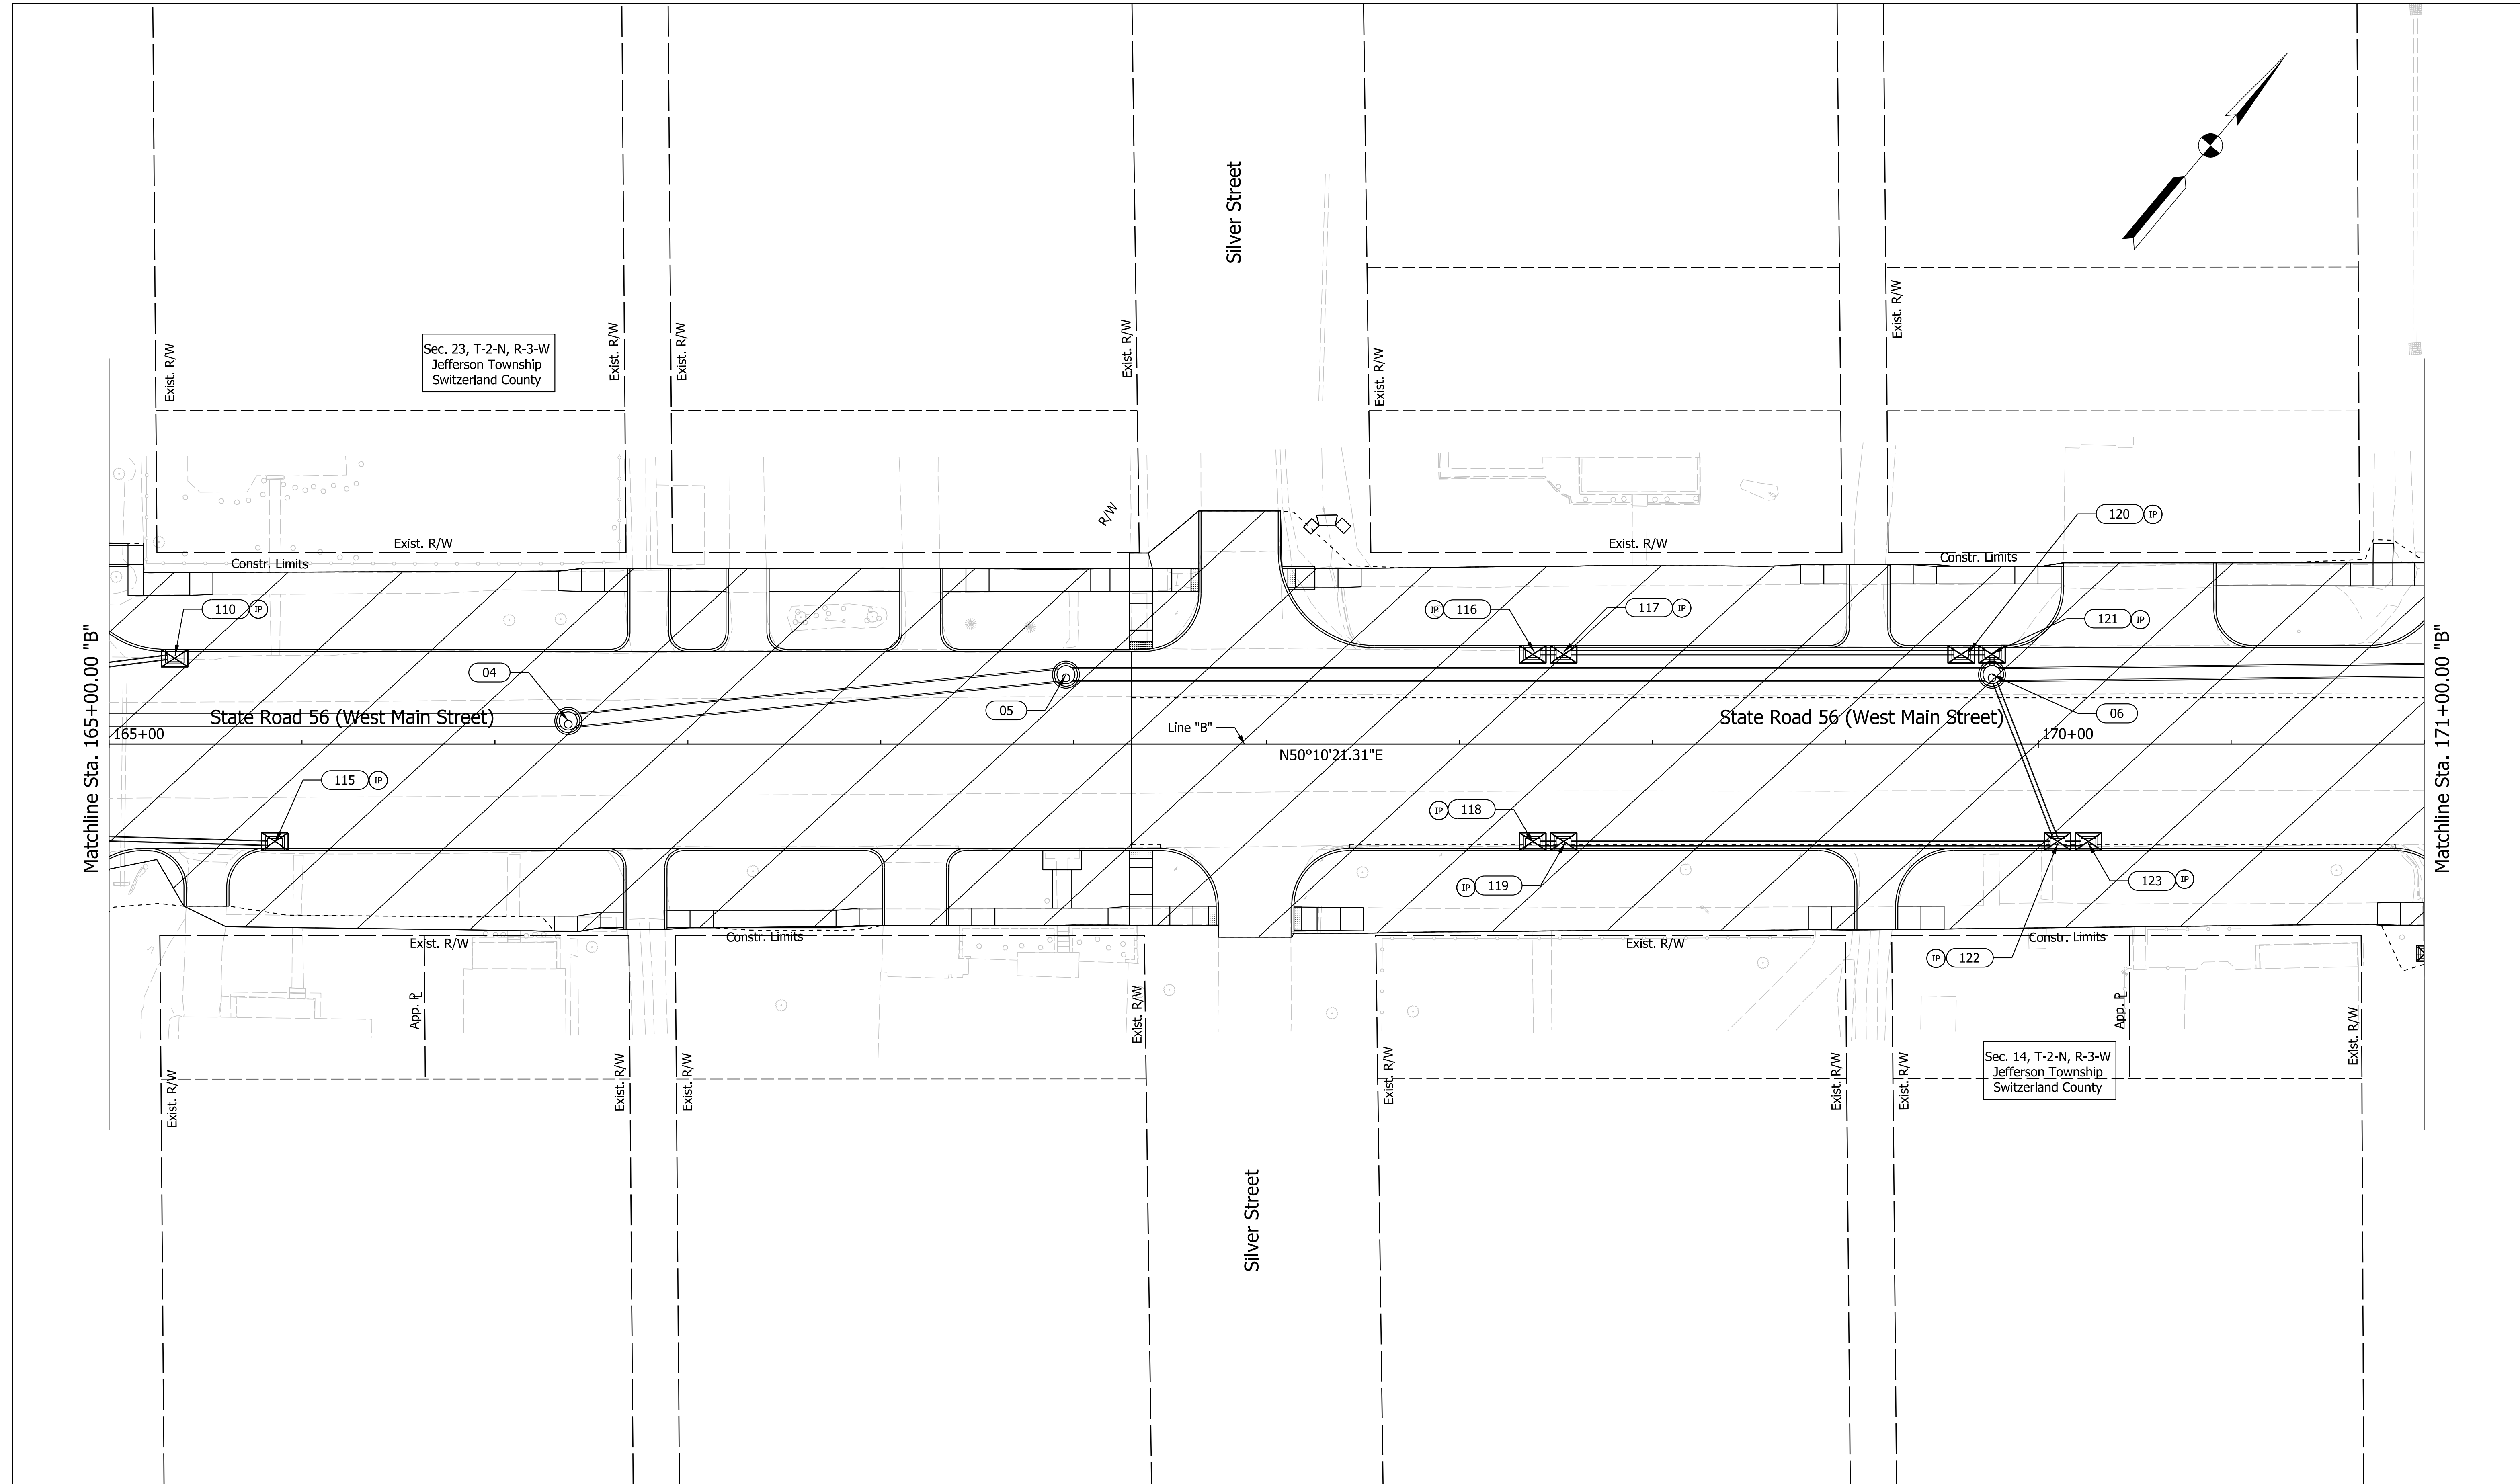 Silver Street
Exist. R/W
Exist. R/W
Exist. R/W
Exist. R/W
Exist. R/W
Exist. R/W
Sec. 23, T-2-N, R-3-W
Jefferson Township
Switzerland County
R/W
Exist. R/W
Constr. Limits
Exist. R/W
Constr. Limits
120 IP
110 IP
IP 116
117 IP
121 IP
04
05
06
State Road 56 (West Main Street)
State Road 56 (West Main Street)
165+00
Line "B"
N50°10'21.31"E
170+00
Matchline Sta. 165+00.00 "B"
Matchline Sta. 171+00.00 "B"
115 IP
IP 118
IP 119
123 IP
IP 122
Exist. R/W
Constr. Limits
Exist. R/W
Constr. Limits
App. PL
App. PL
Exist. R/W
Exist. R/W
Exist. R/W
Exist. R/W
Exist. R/W
Exist. R/W
Exist. R/W
Exist. R/W
Sec. 14, T-2-N, R-3-W
Jefferson Township
Switzerland County
Silver Street